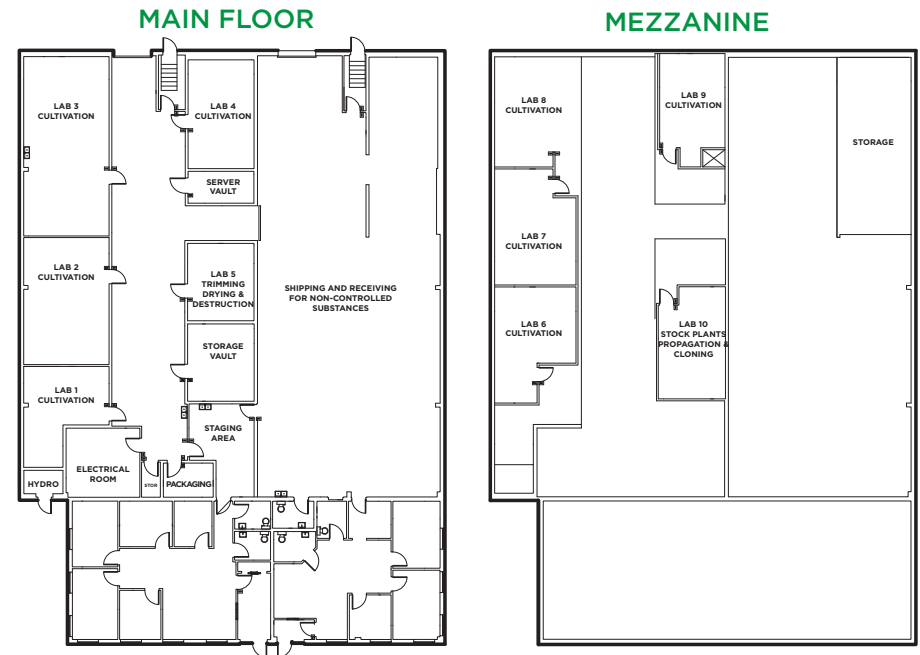 MAIN FLOOR
LAB 3
CULTIVATION
LAB 4
CULTIVATION
SERVER
VAULT
LAB 2
CULTIVATION
LAB 5
TRIMMING
DRYING &
DESTRUCTION
SHIPPING AND RECEIVING
FOR NON-CONTROLLED
SUBSTANCES
STORAGE
VAULT
LAB 1
CULTIVATION
STAGING
AREA
ELECTRICAL
ROOM
HYDRO
STOR
PACKAGING
MEZZANINE
LAB 8
CULTIVATION
LAB 9
CULTIVATION
STORAGE
LAB 7
CULTIVATION
LAB 6
CULTIVATION
LAB 10
STOCK PLANTS
PROPAGATION &
CLONING